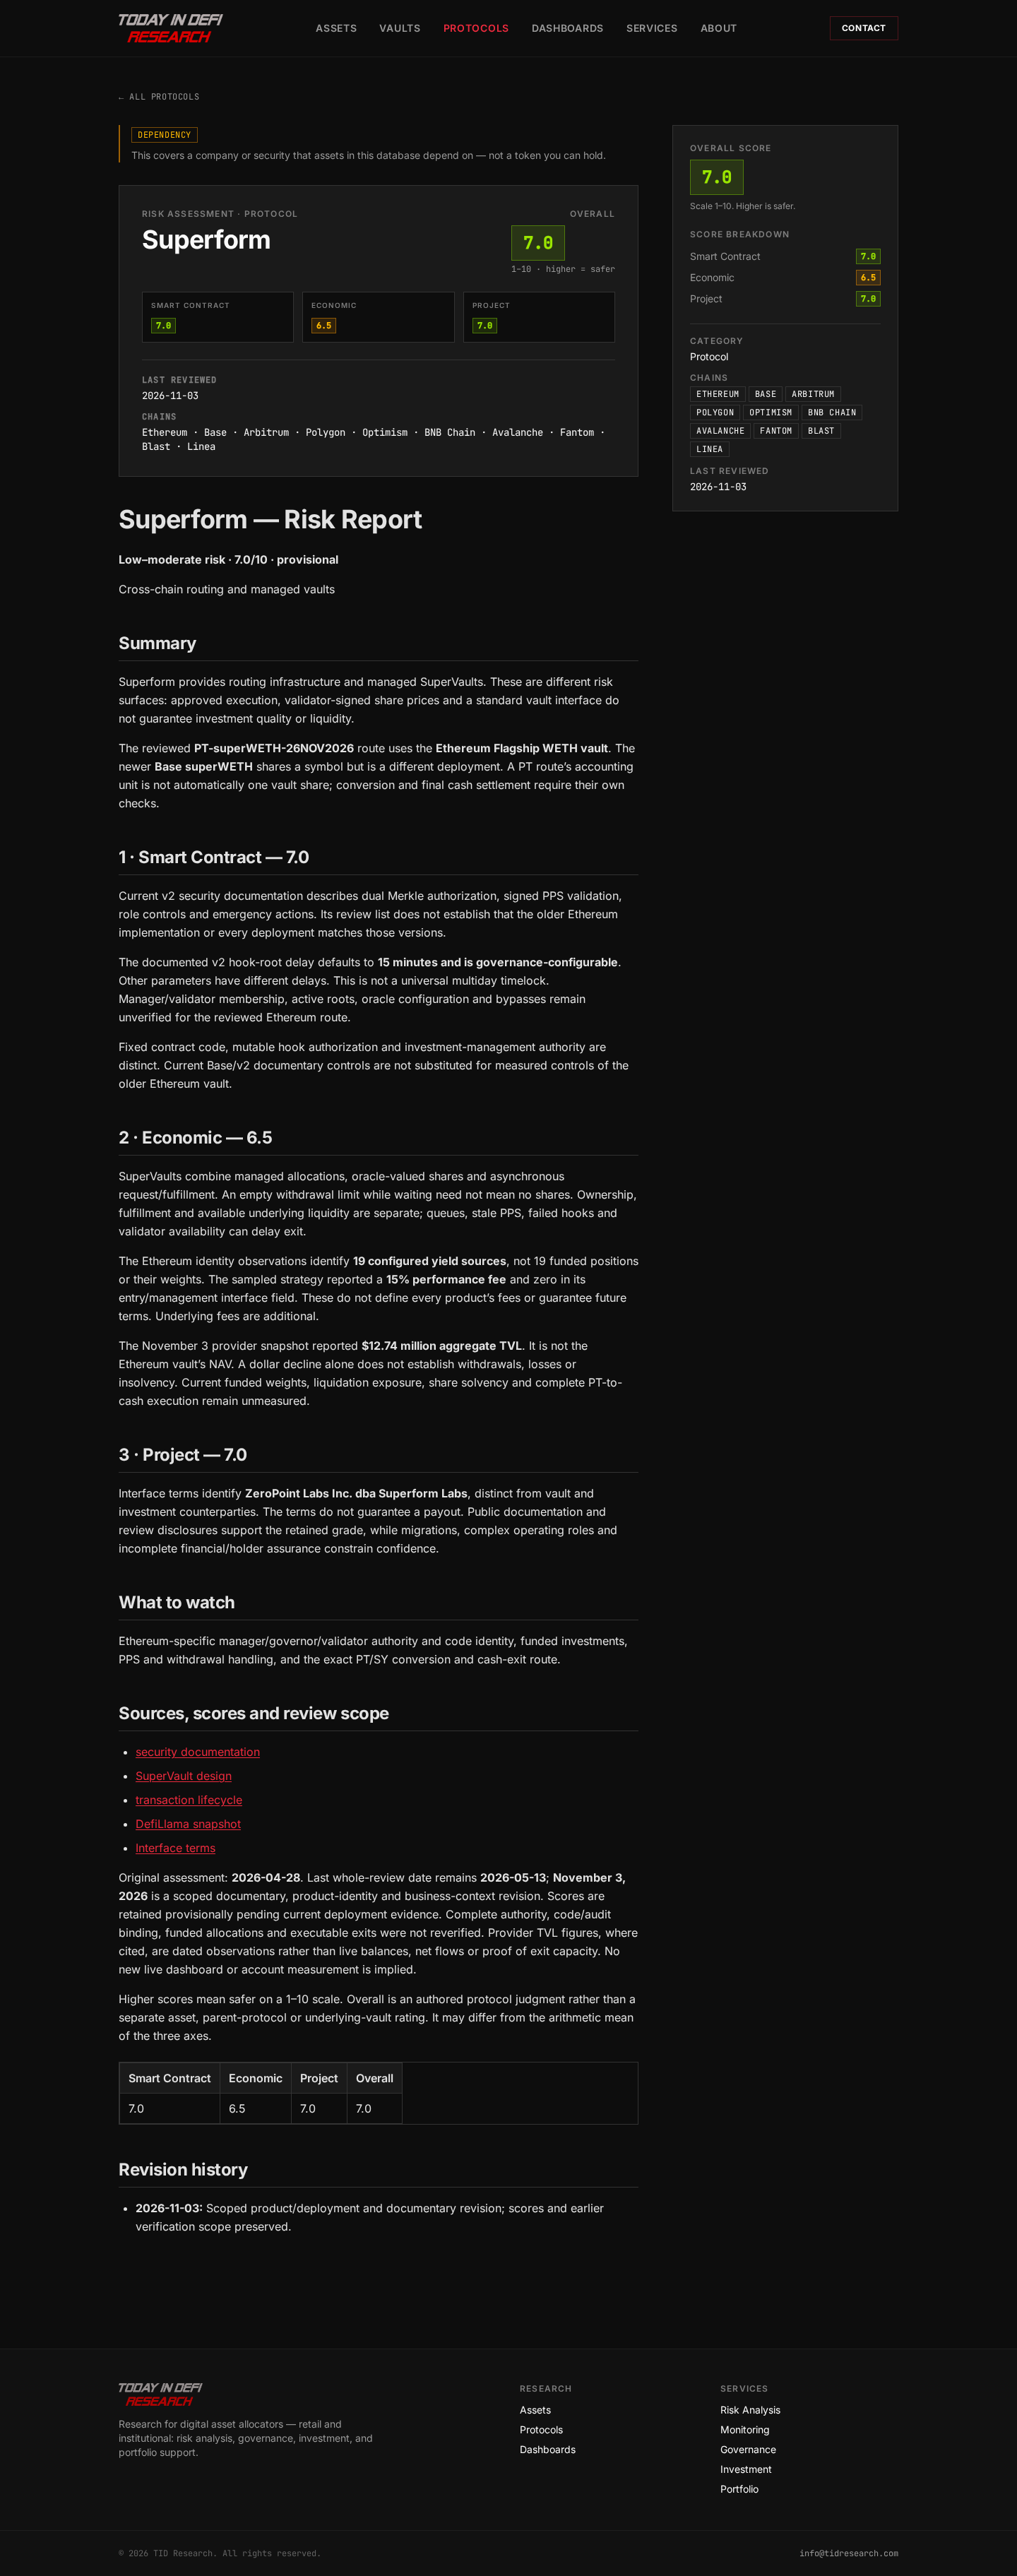 TODAY IN DEFI
RESEARCH
ASSETS VAULTS PROTOCOLS DASHBOARDS SERVICES ABOUT
CONTACT
← ALL PROTOCOLS
DEPENDENCY
This covers a company or security that assets in this database depend on — not a token you can hold.
RISK ASSESSMENT · PROTOCOL
Superform
OVERALL
7.0
1–10 · higher = safer
SMART CONTRACT
7.0
ECONOMIC
6.5
PROJECT
7.0
LAST REVIEWED
2026-11-03
CHAINS
Ethereum · Base · Arbitrum · Polygon · Optimism · BNB Chain · Avalanche · Fantom ·
Blast · Linea
OVERALL SCORE
7.0
Scale 1–10. Higher is safer.
SCORE BREAKDOWN
Smart Contract 7.0
Economic 6.5
Project 7.0
CATEGORY
Protocol
CHAINS
ETHEREUM BASE ARBITRUM
POLYGON OPTIMISM BNB CHAIN
AVALANCHE FANTOM BLAST
LINEA
LAST REVIEWED
2026-11-03
Superform — Risk Report
Low–moderate risk · 7.0/10 · provisional
Cross-chain routing and managed vaults
Summary
Superform provides routing infrastructure and managed SuperVaults. These are different risk
surfaces: approved execution, validator-signed share prices and a standard vault interface do
not guarantee investment quality or liquidity.
The reviewed PT-superWETH-26NOV2026 route uses the Ethereum Flagship WETH vault. The
newer Base superWETH shares a symbol but is a different deployment. A PT route’s accounting
unit is not automatically one vault share; conversion and final cash settlement require their own
checks.
1 · Smart Contract — 7.0
Current v2 security documentation describes dual Merkle authorization, signed PPS validation,
role controls and emergency actions. Its review list does not establish that the older Ethereum
implementation or every deployment matches those versions.
The documented v2 hook-root delay defaults to 15 minutes and is governance-configurable.
Other parameters have different delays. This is not a universal multiday timelock.
Manager/validator membership, active roots, oracle configuration and bypasses remain
unverified for the reviewed Ethereum route.
Fixed contract code, mutable hook authorization and investment-management authority are
distinct. Current Base/v2 documentary controls are not substituted for measured controls of the
older Ethereum vault.
2 · Economic — 6.5
SuperVaults combine managed allocations, oracle-valued shares and asynchronous
request/fulfillment. An empty withdrawal limit while waiting need not mean no shares. Ownership,
fulfillment and available underlying liquidity are separate; queues, stale PPS, failed hooks and
validator availability can delay exit.
The Ethereum identity observations identify 19 configured yield sources, not 19 funded positions
or their weights. The sampled strategy reported a 15% performance fee and zero in its
entry/management interface field. These do not define every product’s fees or guarantee future
terms. Underlying fees are additional.
The November 3 provider snapshot reported $12.74 million aggregate TVL. It is not the
Ethereum vault’s NAV. A dollar decline alone does not establish withdrawals, losses or
insolvency. Current funded weights, liquidation exposure, share solvency and complete PT-to-
cash execution remain unmeasured.
3 · Project — 7.0
Interface terms identify ZeroPoint Labs Inc. dba Superform Labs, distinct from vault and
investment counterparties. The terms do not guarantee a payout. Public documentation and
review disclosures support the retained grade, while migrations, complex operating roles and
incomplete financial/holder assurance constrain confidence.
What to watch
Ethereum-specific manager/governor/validator authority and code identity, funded investments,
PPS and withdrawal handling, and the exact PT/SY conversion and cash-exit route.
Sources, scores and review scope
• security documentation
• SuperVault design
• transaction lifecycle
• DefiLlama snapshot
• Interface terms
Original assessment: 2026-04-28. Last whole-review date remains 2026-05-13; November 3,
2026 is a scoped documentary, product-identity and business-context revision. Scores are
retained provisionally pending current deployment evidence. Complete authority, code/audit
binding, funded allocations and executable exits were not reverified. Provider TVL figures, where
cited, are dated observations rather than live balances, net flows or proof of exit capacity. No
new live dashboard or account measurement is implied.
Higher scores mean safer on a 1–10 scale. Overall is an authored protocol judgment rather than a
separate asset, parent-protocol or underlying-vault rating. It may differ from the arithmetic mean
of the three axes.
Smart Contract Economic Project Overall
7.0 6.5 7.0 7.0
Revision history
• 2026-11-03: Scoped product/deployment and documentary revision; scores and earlier
verification scope preserved.
TODAY IN DEFI
RESEARCH
Research for digital asset allocators — retail and
institutional: risk analysis, governance, investment, and
portfolio support.
RESEARCH
Assets
Protocols
Dashboards
SERVICES
Risk Analysis
Monitoring
Governance
Investment
Portfolio
© 2026 TID Research. All rights reserved.
info@tidresearch.com